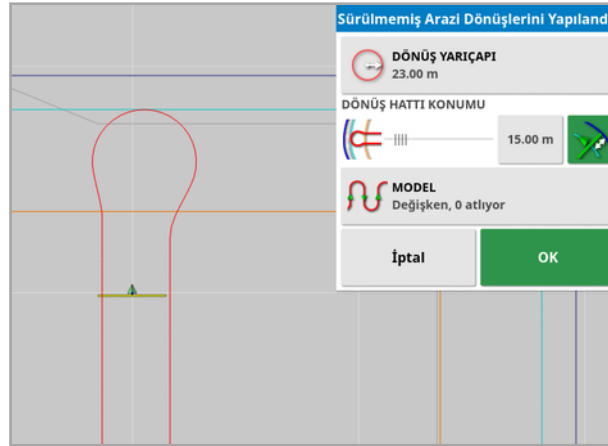 Sürülmemiş Arazi Dönüşlerini Yapıland
DÖNÜŞ YARIÇAPI
23.00 m
DÖNÜŞ HATTI KONUMU
15.00 m
MODEL
Değişken, 0 atlıyor
İptal
OK